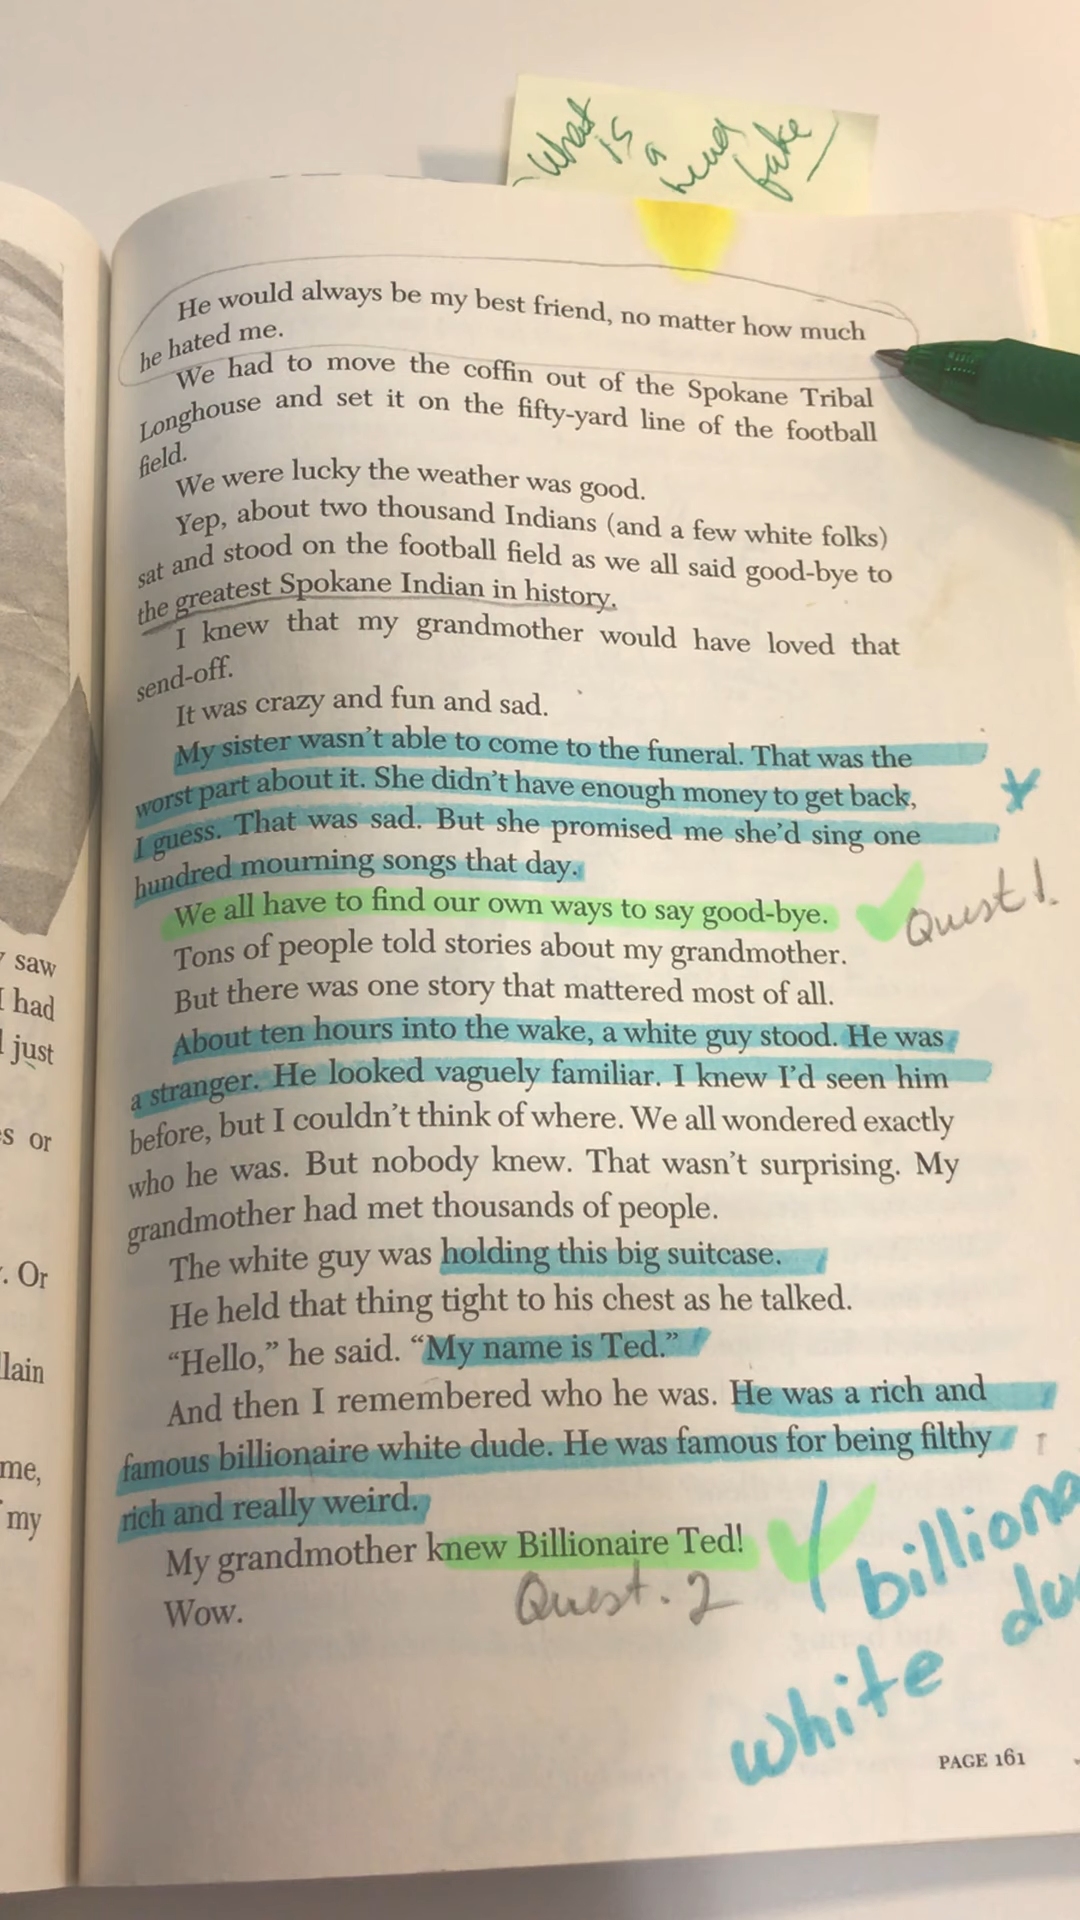 What is a head fake
He would always be my best friend, no matter how much
he hated me.
We had to move the coffin out of the Spokane Tribal
Longhouse and set it on the fifty-yard line of the football
field.
We were lucky the weather was good.
Yep, about two thousand Indians (and a few white folks)
sat and stood on the football field as we all said good-bye to
the greatest Spokane Indian in history.
I knew that my grandmother would have loved that
send-off.
It was crazy and fun and sad.
My sister wasn't able to come to the funeral. That was the
worst part about it. She didn't have enough money to get back,
I guess. That was sad. But she promised me she'd sing one
hundred mourning songs that day.
We all have to find our own ways to say good-bye.
Quest 1.
Tons of people told stories about my grandmother.
But there was one story that mattered most of all.
About ten hours into the wake, a white guy stood. He was
a stranger. He looked vaguely familiar. I knew I'd seen him
before, but I couldn't think of where. We all wondered exactly
who he was. But nobody knew. That wasn't surprising. My
grandmother had met thousands of people.
The white guy was holding this big suitcase.
He held that thing tight to his chest as he talked.
"Hello," he said. "My name is Ted."
And then I remembered who he was. He was a rich and
famous billionaire white dude. He was famous for being filthy
rich and really weird.
My grandmother knew Billionaire Ted!
Quest. 2
Wow.
billiona
white du
PAGE 161
saw
had
just
s or
. Or
lain
me,
my